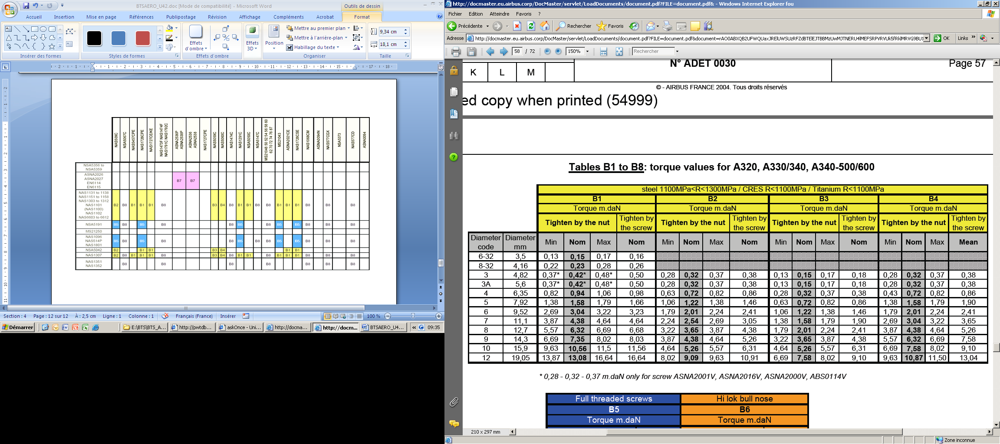 BTSAERO_U42.doc [Mode de compatibilité] - Microsoft Word
Outils de dessin
Accueil Insertion Mise en page Références Publipostage Révision Affichage Compléments Acrobat Format
Effets d'ombre
Effets 3D
Position
Mettre au premier plan
Mettre à l'arrière-plan
Habillage du texte
9,34 cm
18,1 cm
Insérer des formes
Styles de formes
Effets d'ombre
Organiser
Taille
NAS509C
NSA5067C
NAS5457CPE
NAS1726CPE
NAS1727CE/KE
NAS1473F NAS1474F
NAS1791C NAS1792C
ASNA2536P
ASNA2538P
ASNA2536
ASNA2538
NAS1727CPE
NAS5059C
NAS5060C
NAS1474C
NAS1291C
NSA5050C
NSA5147C
MS21048 50 52 54 56 58 60
62 70 72 74 76 87
MS21043
ASNA2021CE
NAS1726CSE
NAS1068CM
ASNA0094N
NAS577CGX
NSA5373
NAS577CD
ASNA0094
NSA5356 to
NSA5359
ASNA2026
ASNA2027
EN6114
EN6115
B7 B7
NAS1131 to 1138
NAS1151 to 1158
NAS1303 to 1312
NAS1101
(NAS1100)
NAS1102
NAS6603 to 6612
B2 B8 B1 B1 B1 B8 B3 B4 B8 B1 B1 B8 B8 B1 B1 B1 B8 B8 B8
NSA5191 B5 B8 B5 B8 B8 B5 B8 B5 B5 B8 B8 B8
MS21250
NAS1096
NAS514P
NAS1801
B5 B8 B5 B8 B8 B5 B8 B8 B5 B5 B8 B8 B8
NSA5042 B2 B1 B1 B3 B4 B1 B1
NAS1307 B2 B8 B1 B1 B1 B8 B3 B4 B8 B1 B1 B8 B1 B1 B1 B8 B8 B8
NAS1351
NAS1352
B8 B8 B8 B8 B8 B8 B8
Section : 4 Page : 12 sur 12 À : 2,5 cm Ligne : 1 Colonne : 1 Français (France) Insérer 100 %
Démarrer E:\BTS\BTS_A... http://pwtdb... askOnce - Uni... http://docma... http://docm... BTSAERO_U4... 09:35
http://docmaster.eu.airbus.corp/DocMaster/servlet/LoadDocuments/document.pdf?FILE=document.pdf& - Windows Internet Explorer fou
Fichier Edition Atteindre Favoris ?
Précédente Rechercher Favoris
Adresse OK Links
58 / 72 150% Rechercher
K L M
N° ADET 0030
Page 57
© - AIRBUS FRANCE 2004. Tous droits réservés
ed copy when printed (54999)
Tables B1 to B8: torque values for A320, A330/340, A340-500/600
steel 1100MPa<R<1300MPa / CRES R<1100MPa / Titanium R<1100MPa
B1 B2 B3 B4
Torque m.daN Torque m.daN Torque m.daN Torque m.daN
Tighten by the nut Tighten by the screw Tighten by the nut Tighten by the screw Tighten by the nut Tighten by the screw Tighten by the nut Tighten by the screw
Diameter code Diameter mm Min Nom Max Nom Min Nom Max Nom Min Nom Max Nom Min Nom Max Mean
6-32 3,5 0,13 0,15 0,17 0,16
8-32 4,16 0,22 0,23 0,28 0,26
3 4,82 0,37* 0,42* 0,48* 0,50 0,28 0,32 0,37 0,38 0,13 0,15 0,17 0,18 0,28 0,32 0,37 0,38
3A 5,6 0,37* 0,42* 0,48* 0,50 0,28 0,32 0,37 0,38 0,13 0,15 0,17 0,18 0,28 0,32 0,37 0,38
4 6,35 0,82 0,94 1,06 0,98 0,63 0,72 0,82 0,86 0,28 0,32 0,37 0,38 0,43 0,72 0,82 0,86
5 7,92 1,38 1,58 1,79 1,66 1,06 1,22 1,38 1,46 0,63 0,72 0,82 0,86 1,38 1,58 1,79 1,90
6 9,52 2,69 3,04 3,22 3,23 1,79 2,01 2,24 2,41 1,06 1,22 1,38 1,46 1,79 2,01 2,24 2,41
7 11,1 3,87 4,38 4,64 4,64 2,24 2,54 2,69 3,05 1,38 1,58 1,79 1,90 2,69 3,04 3,22 3,65
8 12,7 5,57 6,32 6,69 6,68 3,22 3,65 3,87 4,38 1,79 2,01 2,24 2,41 3,87 4,38 4,64 5,26
9 14,3 6,69 7,35 8,02 8,03 3,87 4,38 4,64 5,26 3,22 3,65 3,87 4,38 5,57 6,32 6,69 7,58
10 15,9 9,63 10,56 11,5 11,56 4,64 5,26 5,57 6,31 4,64 5,26 5,57 6,31 6,69 7,58 8,02 9,10
12 19,05 13,87 13,08 16,64 16,64 8,02 9,09 9,63 10,91 6,69 7,58 8,02 9,10 9,63 10,87 11,50 13,04
* 0,28 - 0,32 - 0,37 m.daN only for screw ASNA2001V, ASNA2016V, ASNA2000V, ABS0114V
Full threaded screws Hi lok bull nose
B5 B6
Torque m.daN Torque m.daN
210 x 297 mm
Zone inconnue